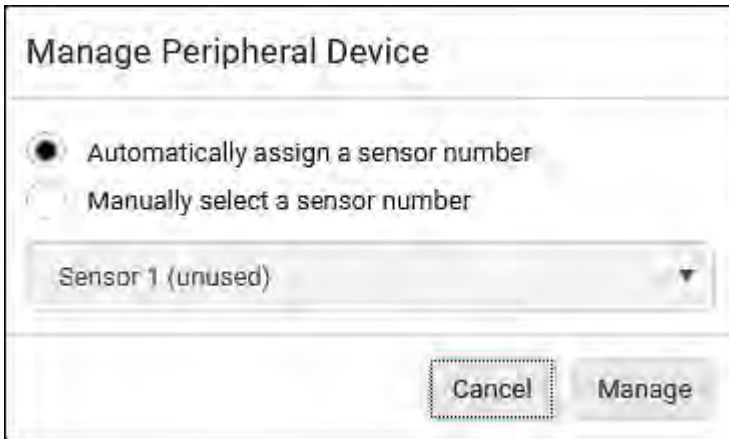 Manage Peripheral Device
Automatically assign a sensor number
Manually select a sensor number
Sensor 1 (unused)
Cancel Manage